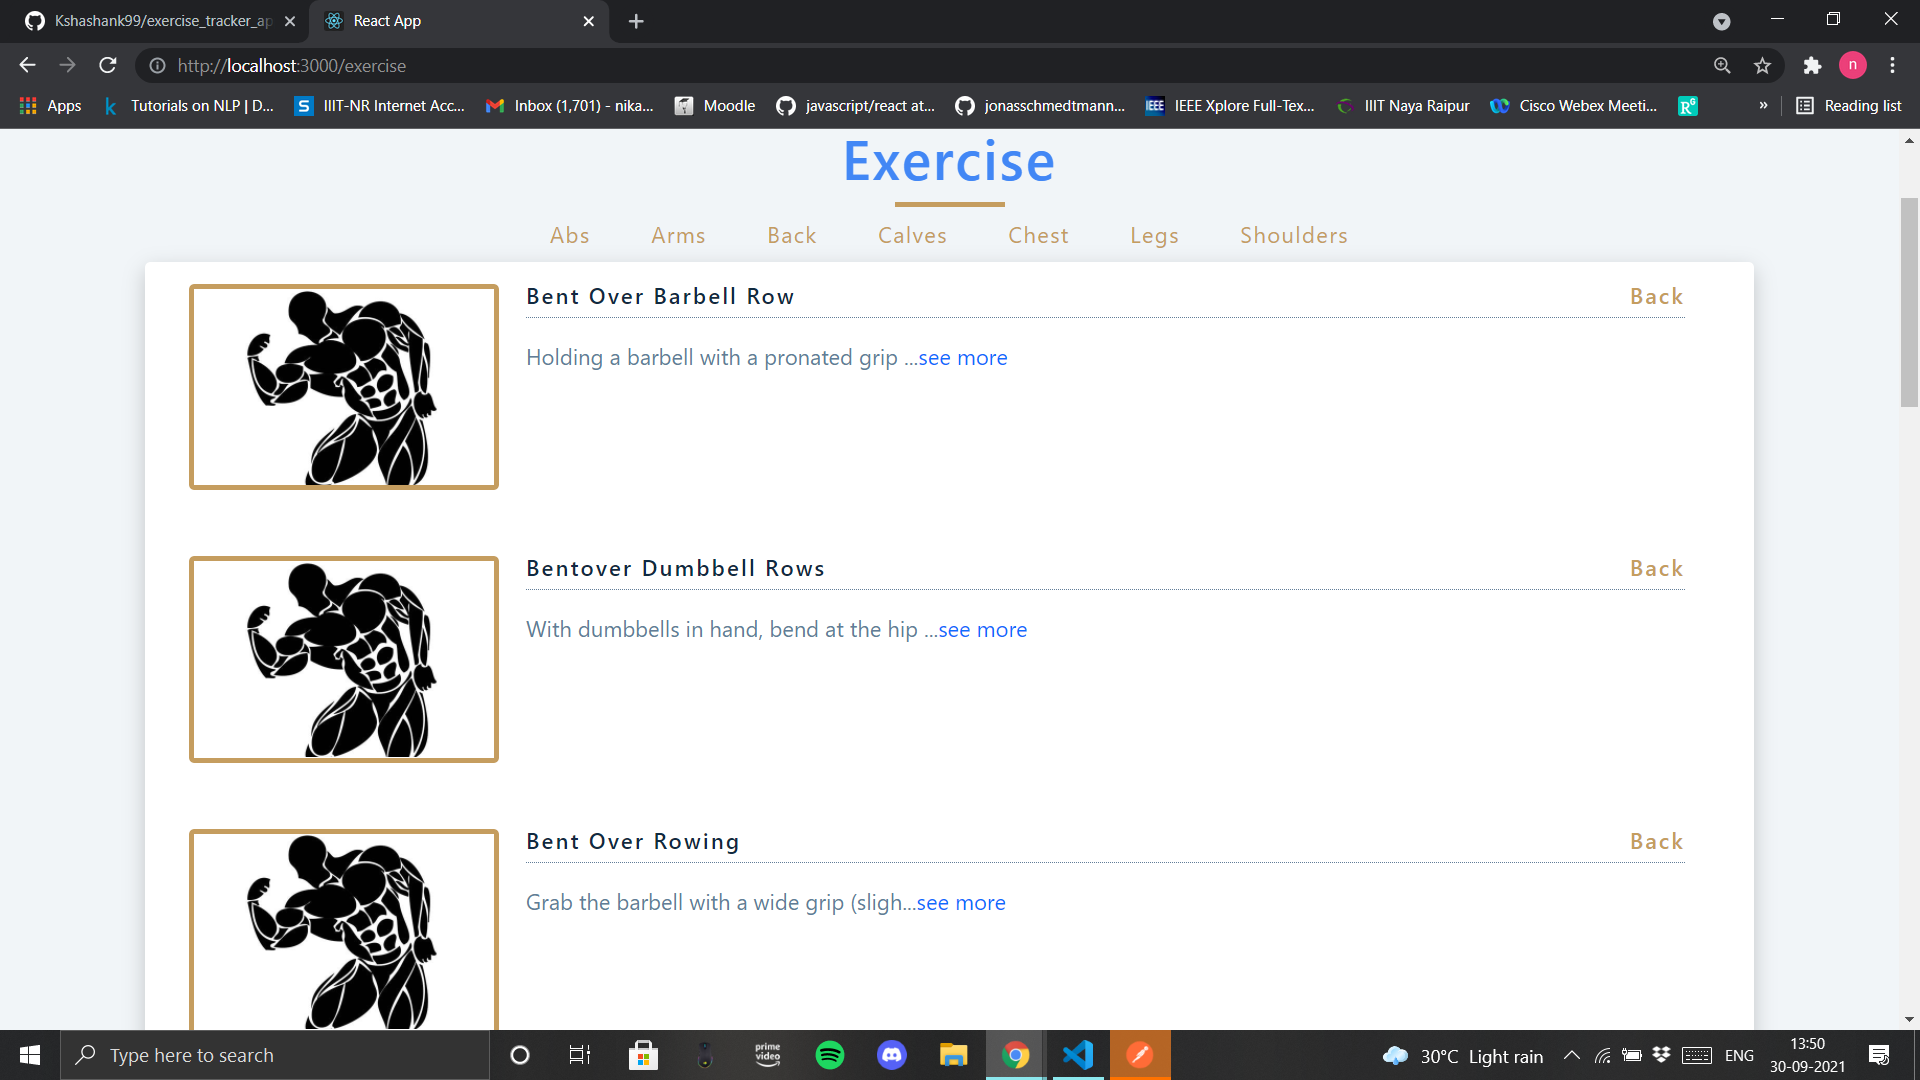 Kshashank99/exercise_tracker_ap
React App
http://localhost:3000/exercise
n
Apps
k
Tutorials on NLP | D...
S
IIIT-NR Internet Acc...
Inbox (1,701) - nika...
Moodle
javascript/react at...
jonasschmedtmann...
IEEE
IEEE Xplore Full-Tex...
IIIT Naya Raipur
Cisco Webex Meeti...
RG
»
Reading list
Exercise
Abs Arms Back Calves Chest Legs Shoulders
Bent Over Barbell Row Back
Holding a barbell with a pronated grip ...see more
Bentover Dumbbell Rows Back
With dumbbells in hand, bend at the hip ...see more
Bent Over Rowing Back
Grab the barbell with a wide grip (sligh...see more
Type here to search
prime video
30°C Light rain
ENG
13:50
30-09-2021